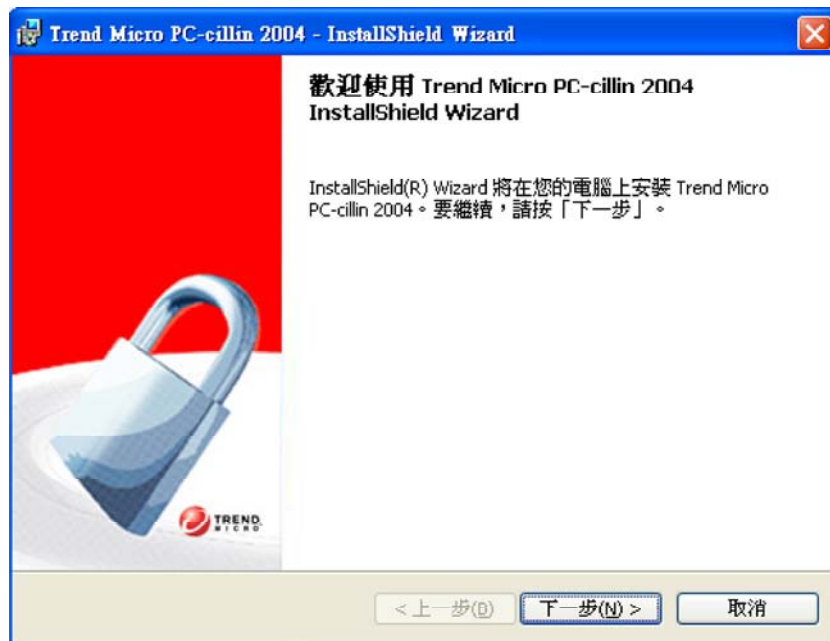 Trend Micro PC-cillin 2004 - InstallShield Wizard
歡迎使用 Trend Micro PC-cillin 2004
InstallShield Wizard
InstallShield(R) Wizard 將在您的電腦上安裝 Trend Micro
PC-cillin 2004。要繼續，請按「下一步」。
TREND
MICRO
<上一步(B)
下一步(N) >
取消